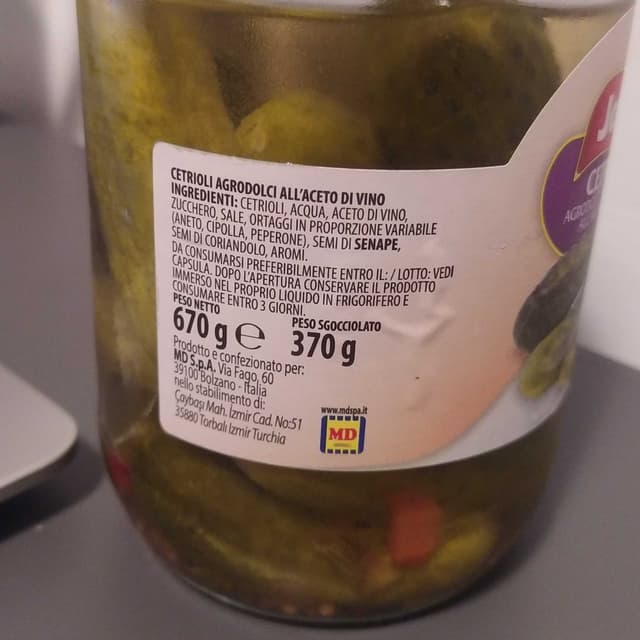 CETRIOLI AGRODOLCI ALL'ACETO DI VINO
INGREDIENTI: CETRIOLI, ACQUA, ACETO DI VINO,
ZUCCHERO, SALE, ORTAGGI IN PROPORZIONE VARIABILE
(ANETO, CIPOLLA, PEPERONE), SEMI DI SENAPE,
SEMI DI CORIANDOLO, AROMI.
DA CONSUMARSI PREFERIBILMENTE ENTRO IL: / LOTTO: VEDI
CAPSULA. DOPO L'APERTURA CONSERVARE IL PRODOTTO
IMMERSO NEL PROPRIO LIQUIDO IN FRIGORIFERO E
CONSUMARE ENTRO 3 GIORNI.
PESO NETTO
670 g e
PESO SGOCCIOLATO
370 g
Prodotto e confezionato per:
MD S.p.A. Via Fago, 60
39100 Bolzano - Italia
nello stabilimento di:
Çaybaşı Mah. İzmir Cad. No:51
35880 Torbalı İzmir Turchia
www.mdspa.it
MD